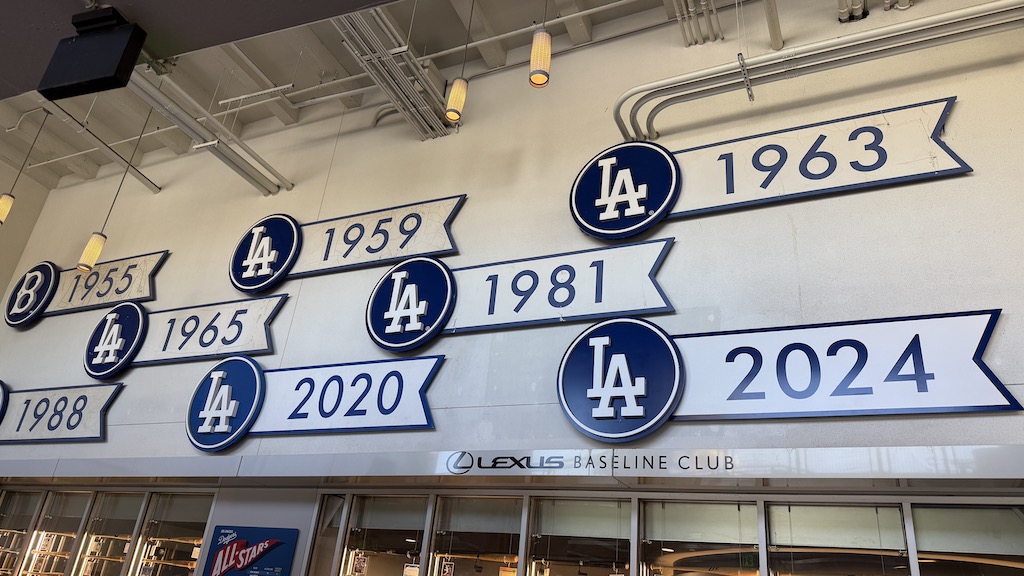 B 1955
LA 1959
LA 1963
LA 1965
LA 1981
1988
LA 2020
LA 2024
LEXUS BASELINE CLUB
Dodgers
ALL★STARS